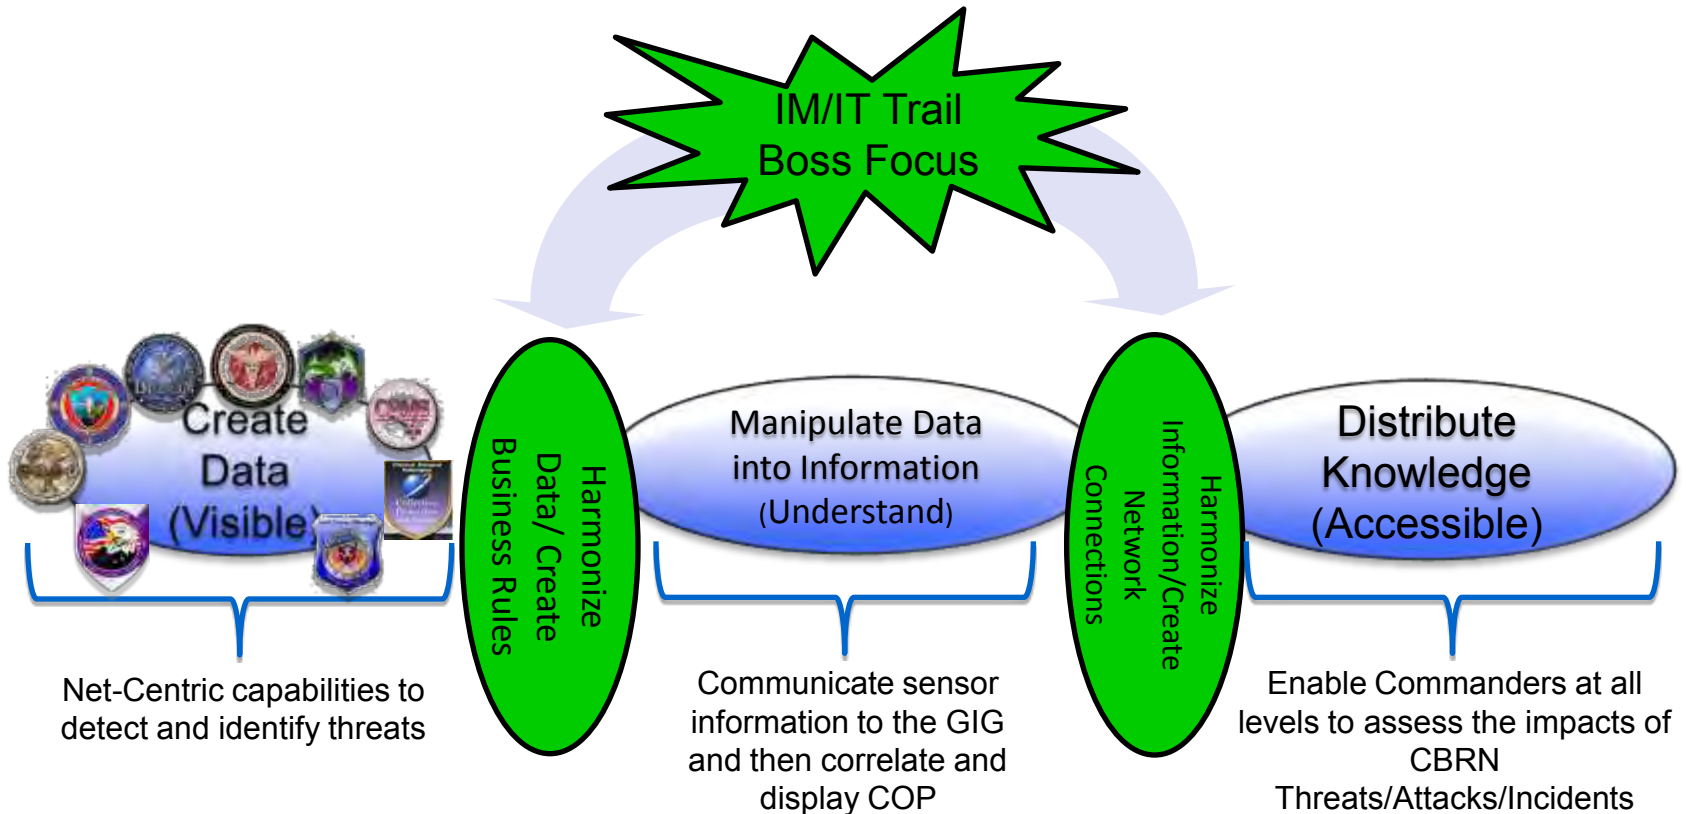 IM/IT Trail
Boss Focus
Create
Data
(Visible)
Harmonize
Data/ Create
Business Rules
Manipulate Data
into Information
(Understand)
Harmonize
Information/Create
Network
Connections
Distribute
Knowledge
(Accessible)
Net-Centric capabilities to
detect and identify threats
Communicate sensor
information to the GIG
and then correlate and
display COP
Enable Commanders at all
levels to assess the impacts of
CBRN
Threats/Attacks/Incidents